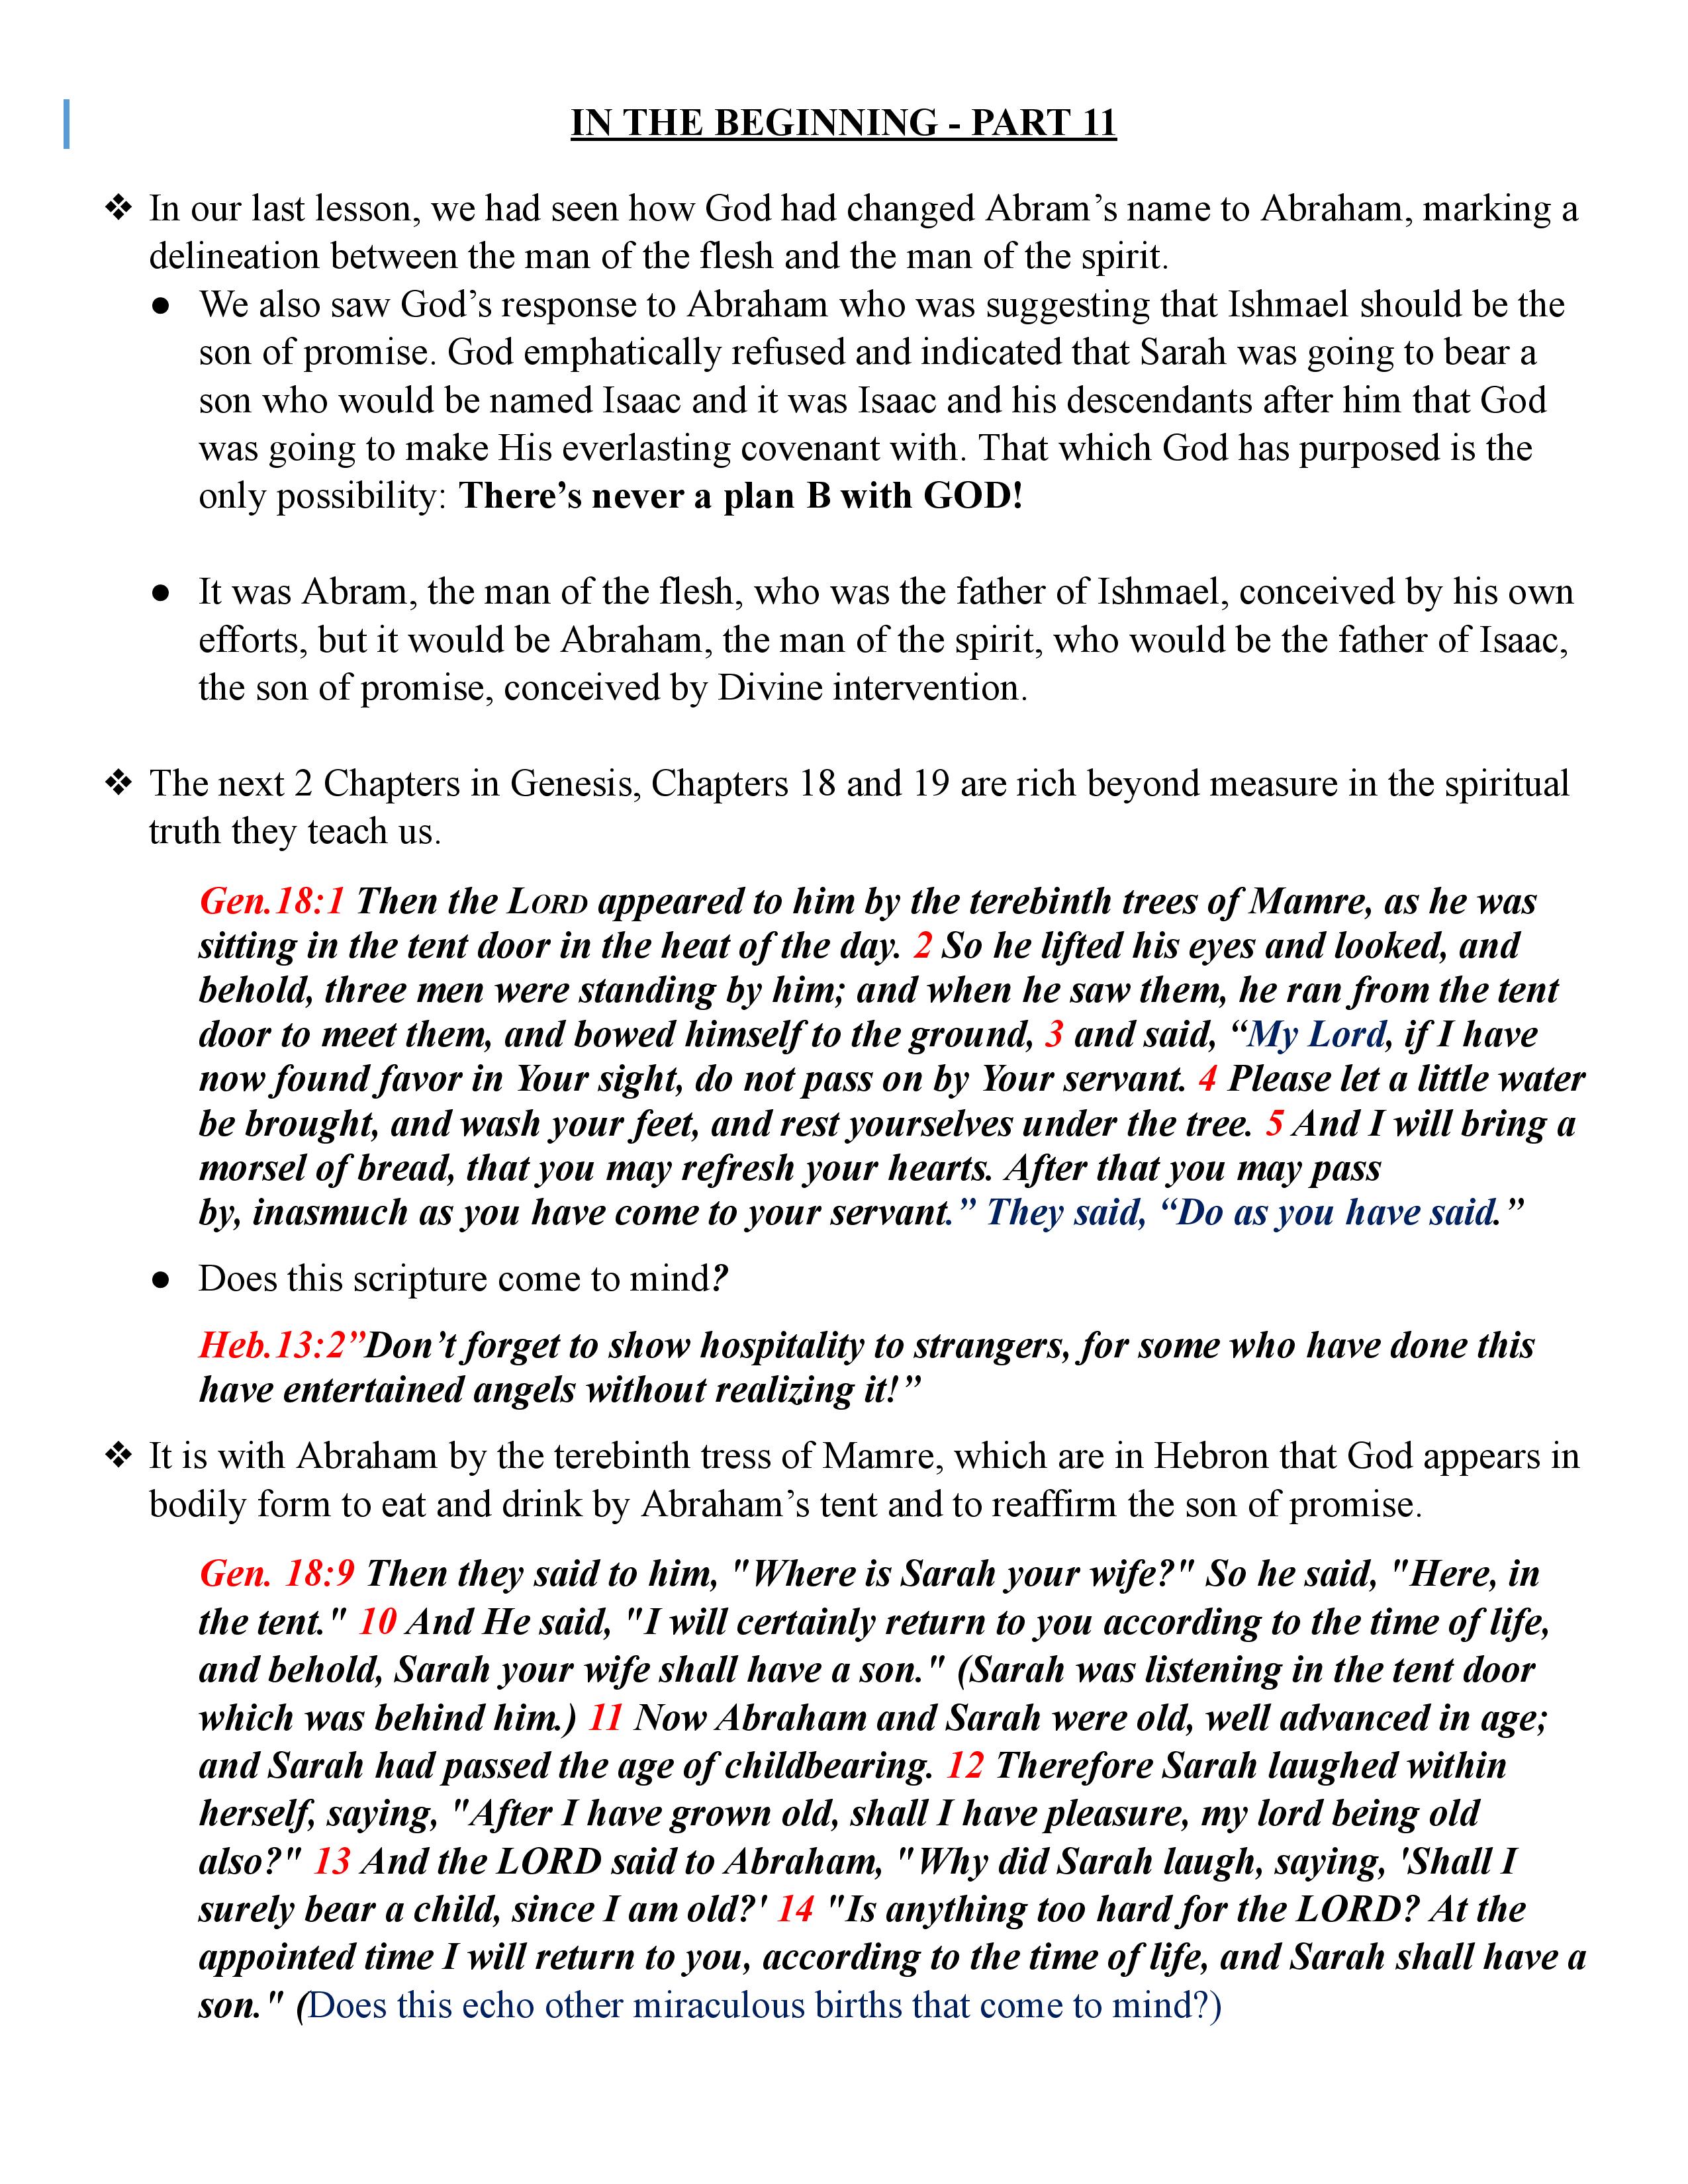 IN THE BEGINNING - PART 11
❖ In our last lesson, we had seen how God had changed Abram’s name to Abraham, marking a
delineation between the man of the flesh and the man of the spirit.
● We also saw God’s response to Abraham who was suggesting that Ishmael should be the
son of promise. God emphatically refused and indicated that Sarah was going to bear a
son who would be named Isaac and it was Isaac and his descendants after him that God
was going to make His everlasting covenant with. That which God has purposed is the
only possibility: There’s never a plan B with GOD!
● It was Abram, the man of the flesh, who was the father of Ishmael, conceived by his own
efforts, but it would be Abraham, the man of the spirit, who would be the father of Isaac,
the son of promise, conceived by Divine intervention.
❖ The next 2 Chapters in Genesis, Chapters 18 and 19 are rich beyond measure in the spiritual
truth they teach us.
Gen.18:1 Then the LORD appeared to him by the terebinth trees of Mamre, as he was
sitting in the tent door in the heat of the day. 2 So he lifted his eyes and looked, and
behold, three men were standing by him; and when he saw them, he ran from the tent
door to meet them, and bowed himself to the ground, 3 and said, “My Lord, if I have
now found favor in Your sight, do not pass on by Your servant. 4 Please let a little water
be brought, and wash your feet, and rest yourselves under the tree. 5 And I will bring a
morsel of bread, that you may refresh your hearts. After that you may pass
by, inasmuch as you have come to your servant.” They said, “Do as you have said.”
● Does this scripture come to mind?
Heb.13:2”Don’t forget to show hospitality to strangers, for some who have done this
have entertained angels without realizing it!”
❖ It is with Abraham by the terebinth tress of Mamre, which are in Hebron that God appears in
bodily form to eat and drink by Abraham’s tent and to reaffirm the son of promise.
Gen. 18:9 Then they said to him, "Where is Sarah your wife?" So he said, "Here, in
the tent." 10 And He said, "I will certainly return to you according to the time of life,
and behold, Sarah your wife shall have a son." (Sarah was listening in the tent door
which was behind him.) 11 Now Abraham and Sarah were old, well advanced in age;
and Sarah had passed the age of childbearing. 12 Therefore Sarah laughed within
herself, saying, "After I have grown old, shall I have pleasure, my lord being old
also?" 13 And the LORD said to Abraham, "Why did Sarah laugh, saying, 'Shall I
surely bear a child, since I am old?' 14 "Is anything too hard for the LORD? At the
appointed time I will return to you, according to the time of life, and Sarah shall have a
son." (Does this echo other miraculous births that come to mind?)